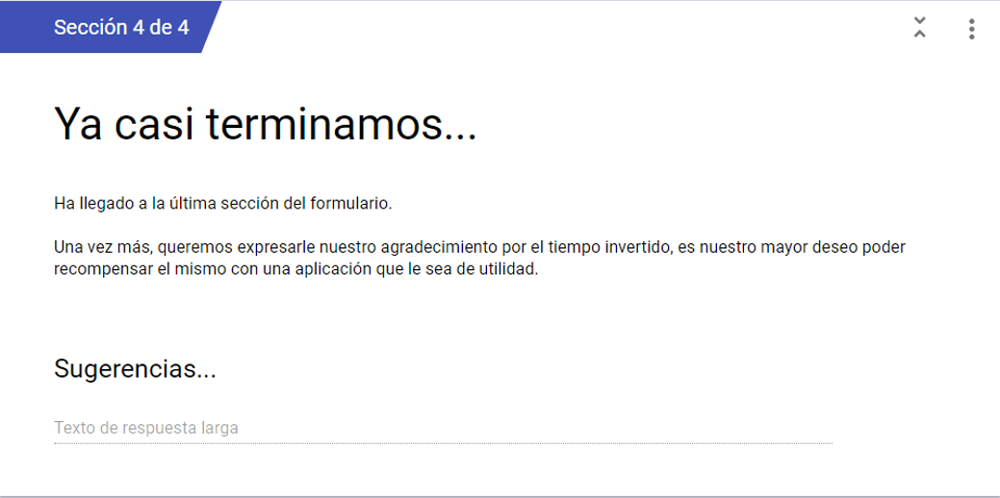 Sección 4 de 4
Ya casi terminamos...
Ha llegado a la última sección del formulario.
Una vez más, queremos expresarle nuestro agradecimiento por el tiempo invertido, es nuestro mayor deseo poder
recompensar el mismo con una aplicación que le sea de utilidad.
Sugerencias...
Texto de respuesta larga